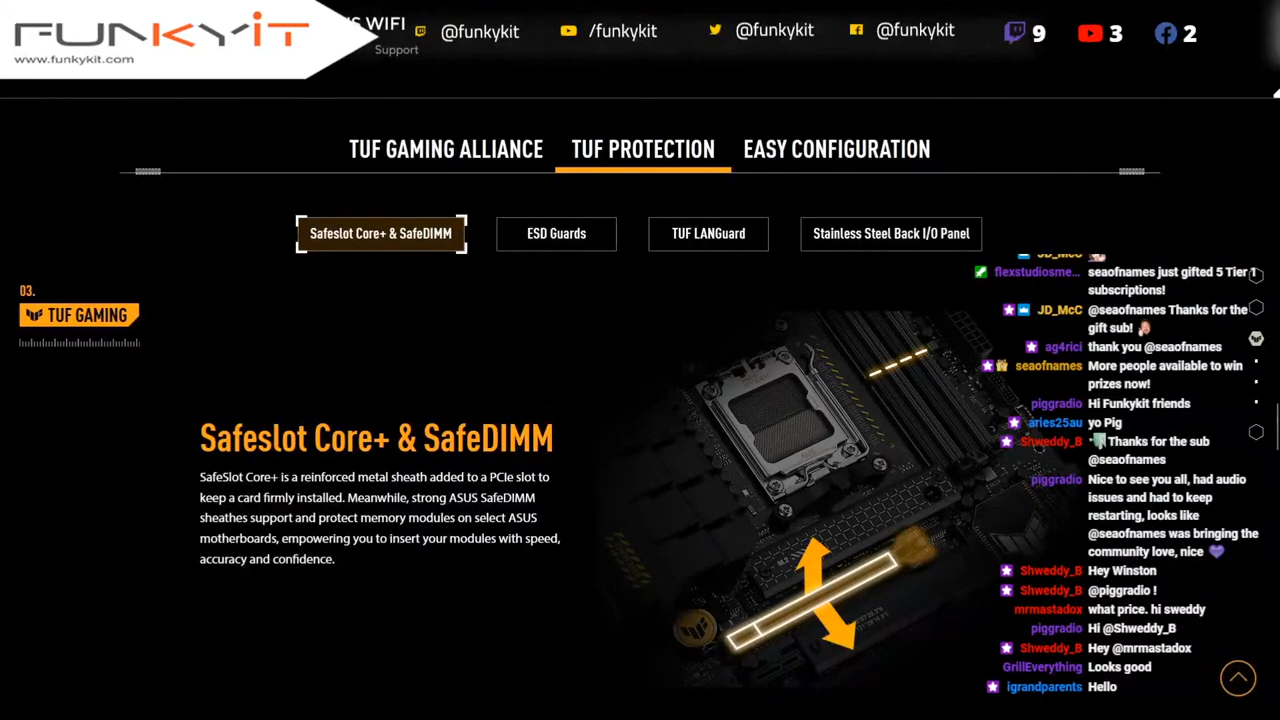 FUNKYiT
www.funkykit.com
S WIFI
Support
@funkykit
/funkykit
@funkykit
@funkykit
9
3
2
TUF GAMING ALLIANCE
TUF PROTECTION
EASY CONFIGURATION
Safeslot Core+ & SafeDIMM
ESD Guards
TUF LANGuard
Stainless Steel Back I/O Panel
03.
TUF GAMING
Safeslot Core+ & SafeDIMM
SafeSlot Core+ is a reinforced metal sheath added to a PCIe slot to
keep a card firmly installed. Meanwhile, strong ASUS SafeDIMM
sheathes support and protect memory modules on select ASUS
motherboards, empowering you to insert your modules with speed,
accuracy and confidence.
M.2
JD_McC
flexstudiosme... seaofnames just gifted 5 Tier 1
subscriptions!
JD_McC @seaofnames Thanks for the
gift sub!
ag4rici thank you @seaofnames
seaofnames More people available to win
prizes now!
piggradio Hi Funkykit friends
aries25au yo Pig
Shweddy_B Thanks for the sub
@seaofnames
piggradio Nice to see you all, had audio
issues and had to keep
restarting, looks like
@seaofnames was bringing the
community love, nice
Shweddy_B Hey Winston
Shweddy_B @piggradio !
mrmastadox what price. hi sweddy
piggradio Hi @Shweddy_B
Shweddy_B Hey @mrmastadox
GrillEverything Looks good
igrandparents Hello